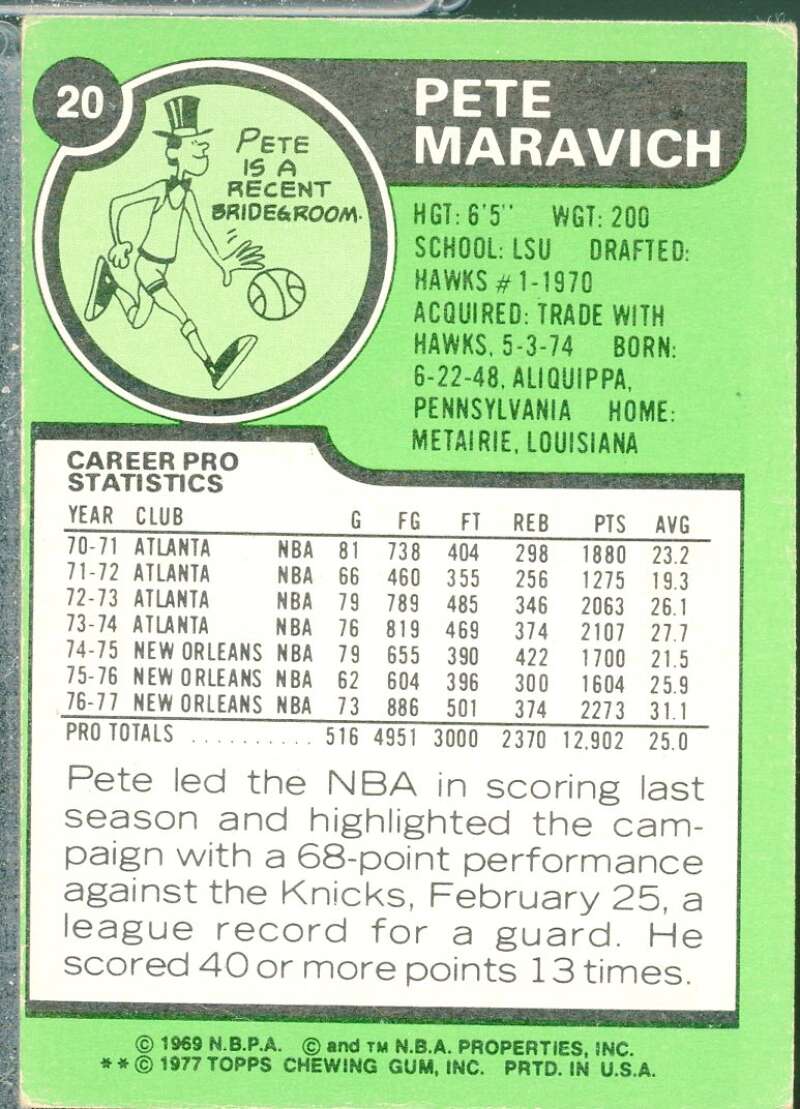 20
PETE
MARAVICH
PETE
IS A
RECENT
BRIDEGROOM.
HGT: 6'5" WGT: 200
SCHOOL: LSU DRAFTED:
HAWKS #1-1970
ACQUIRED: TRADE WITH
HAWKS, 5-3-74 BORN:
6-22-48, ALIQUIPPA,
PENNSYLVANIA HOME:
METAIRIE, LOUISIANA
CAREER PRO
STATISTICS
YEAR CLUB G FG FT REB PTS AVG
70-71 ATLANTA NBA 81 738 404 298 1880 23.2
71-72 ATLANTA NBA 66 460 355 256 1275 19.3
72-73 ATLANTA NBA 79 789 485 346 2063 26.1
73-74 ATLANTA NBA 76 819 469 374 2107 27.7
74-75 NEW ORLEANS NBA 79 655 390 422 1700 21.5
75-76 NEW ORLEANS NBA 62 604 396 300 1604 25.9
76-77 NEW ORLEANS NBA 73 886 501 374 2273 31.1
PRO TOTALS .......... 516 4951 3000 2370 12,902 25.0
Pete led the NBA in scoring last
season and highlighted the cam-
paign with a 68-point performance
against the Knicks, February 25, a
league record for a guard. He
scored 40 or more points 13 times.
© 1969 N.B.P.A. © and TM N.B.A. PROPERTIES, INC.
**© 1977 TOPPS CHEWING GUM, INC. PRTD. IN U.S.A.